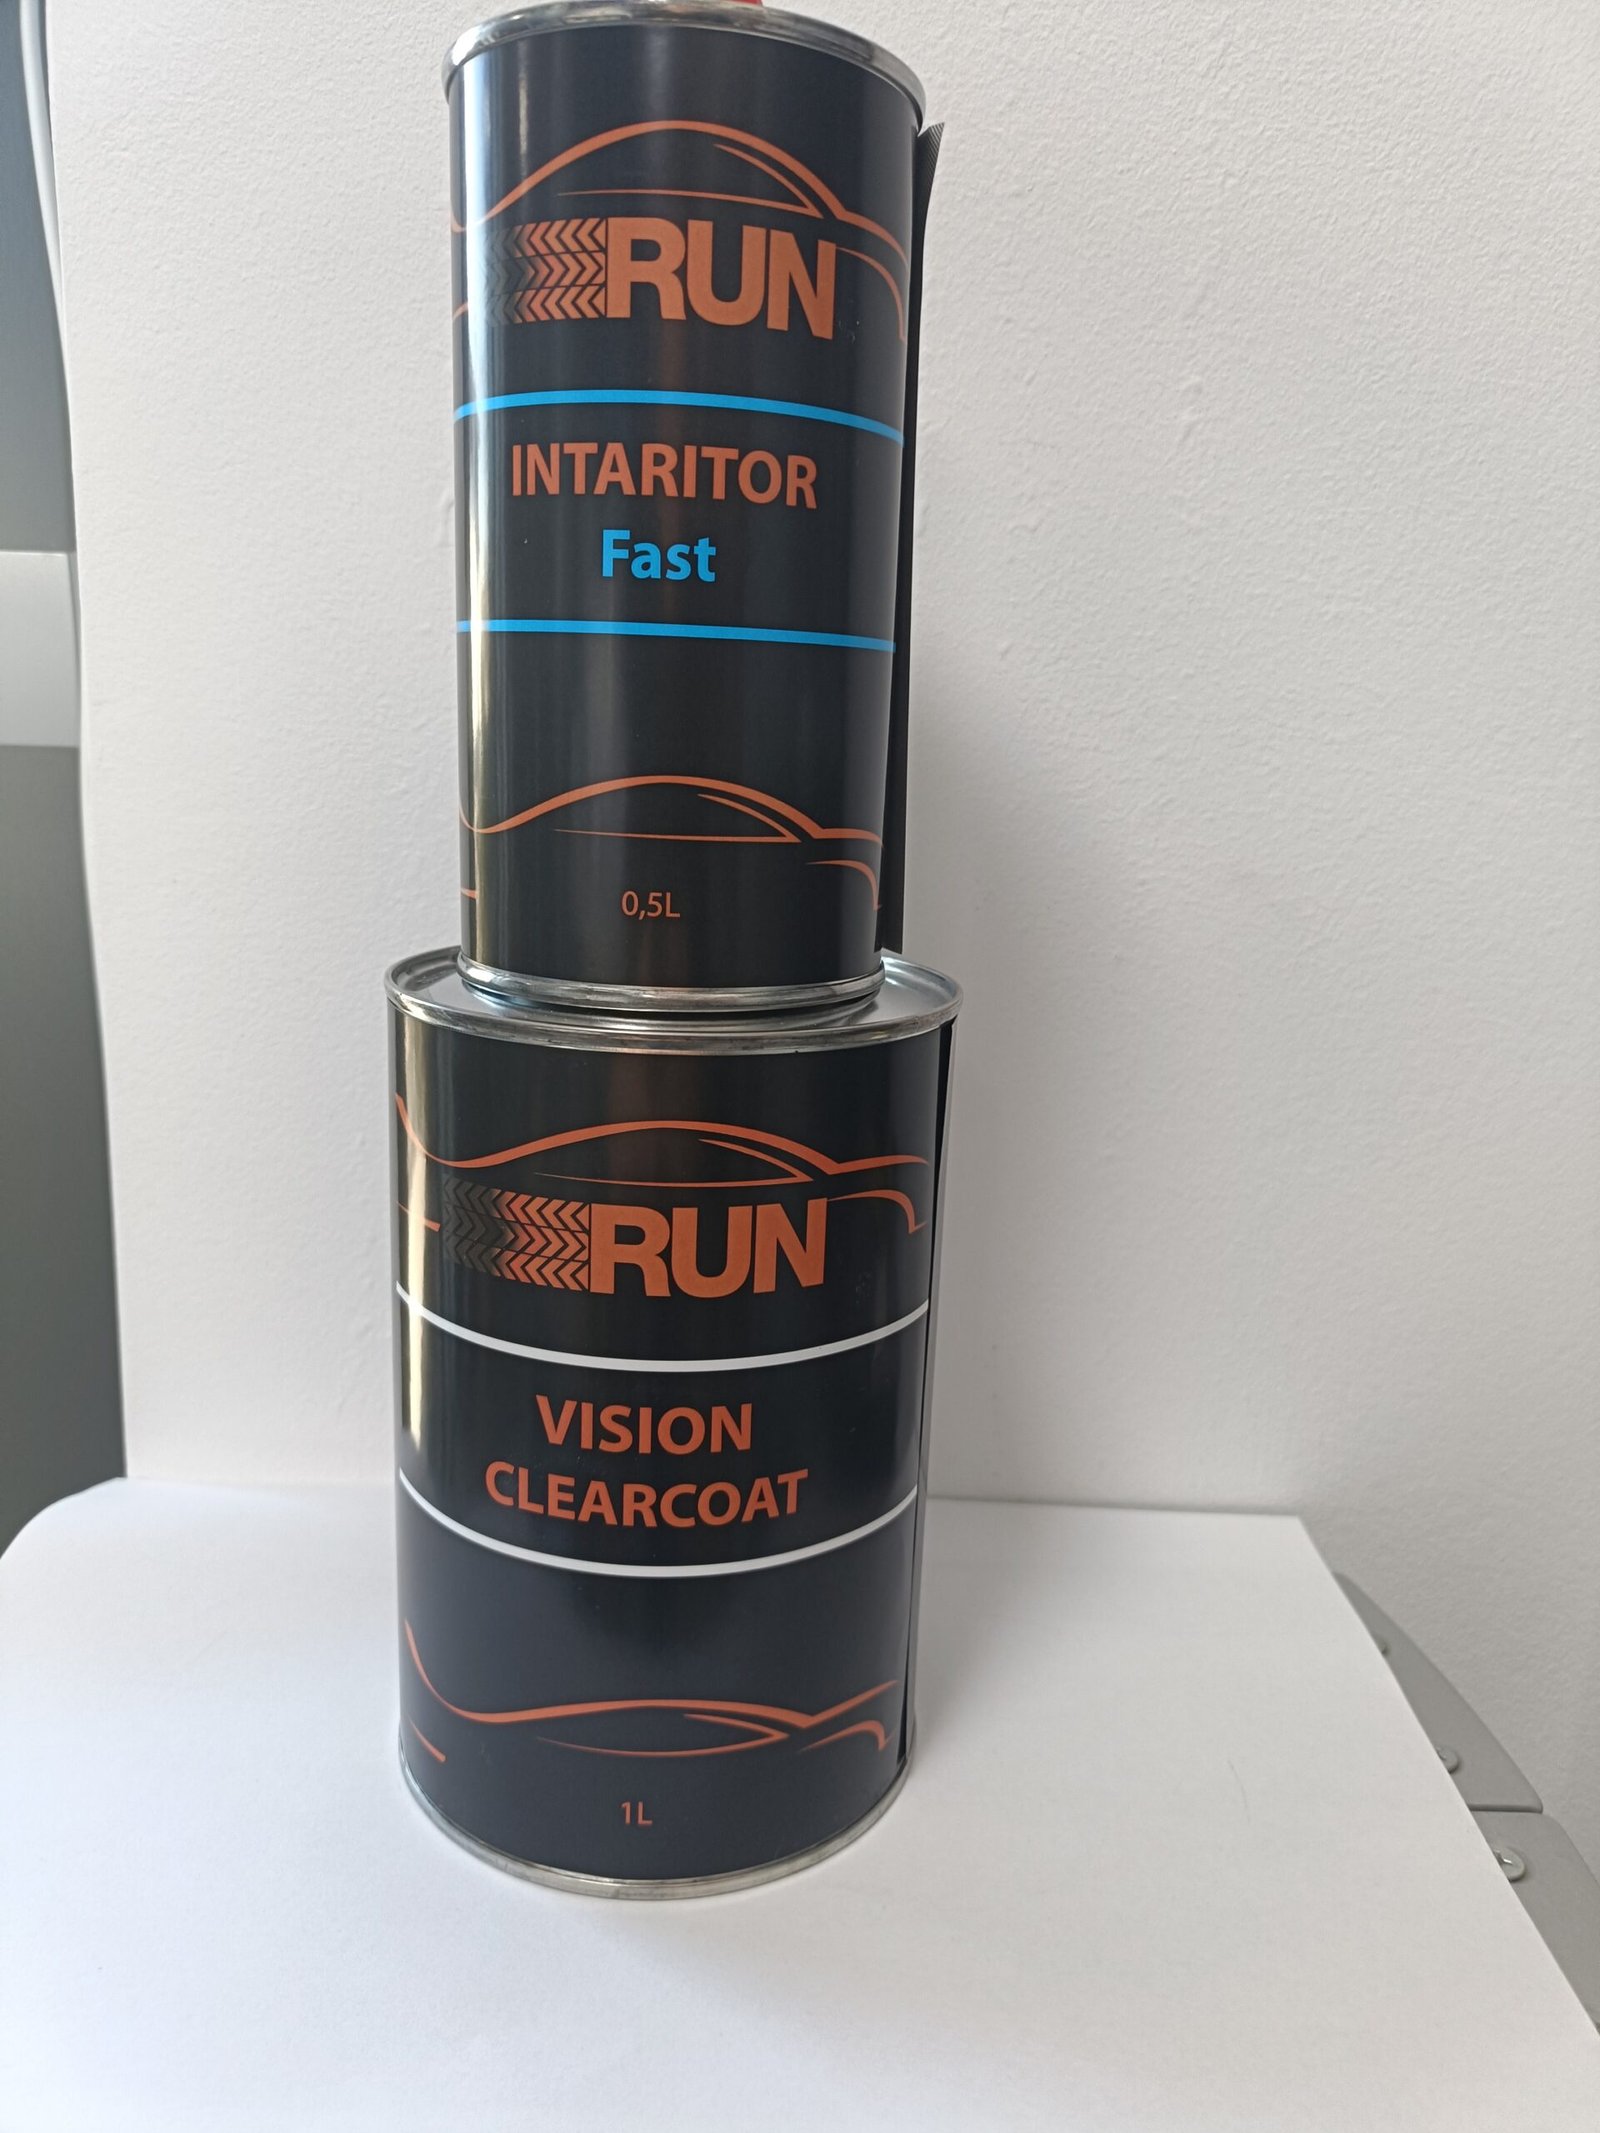 RUN
INTARITOR
Fast
0,5L
RUN
VISION
CLEARCOAT
1L